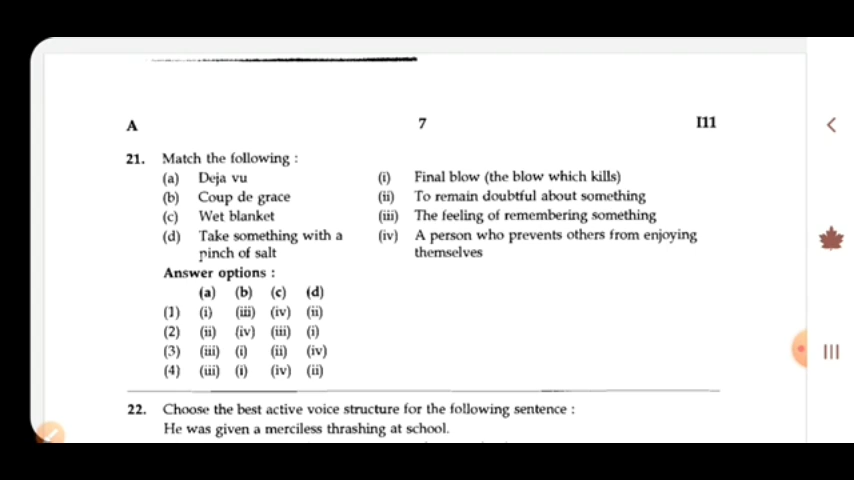 A 7 I11
21. Match the following :
(a) Deja vu (i) Final blow (the blow which kills)
(b) Coup de grace (ii) To remain doubtful about something
(c) Wet blanket (iii) The feeling of remembering something
(d) Take something with a (iv) A person who prevents others from enjoying
pinch of salt themselves
Answer options :
(a) (b) (c) (d)
(1) (i) (iii) (iv) (ii)
(2) (ii) (iv) (iii) (i)
(3) (iii) (i) (ii) (iv)
(4) (iii) (i) (iv) (ii)
22. Choose the best active voice structure for the following sentence :
He was given a merciless thrashing at school.